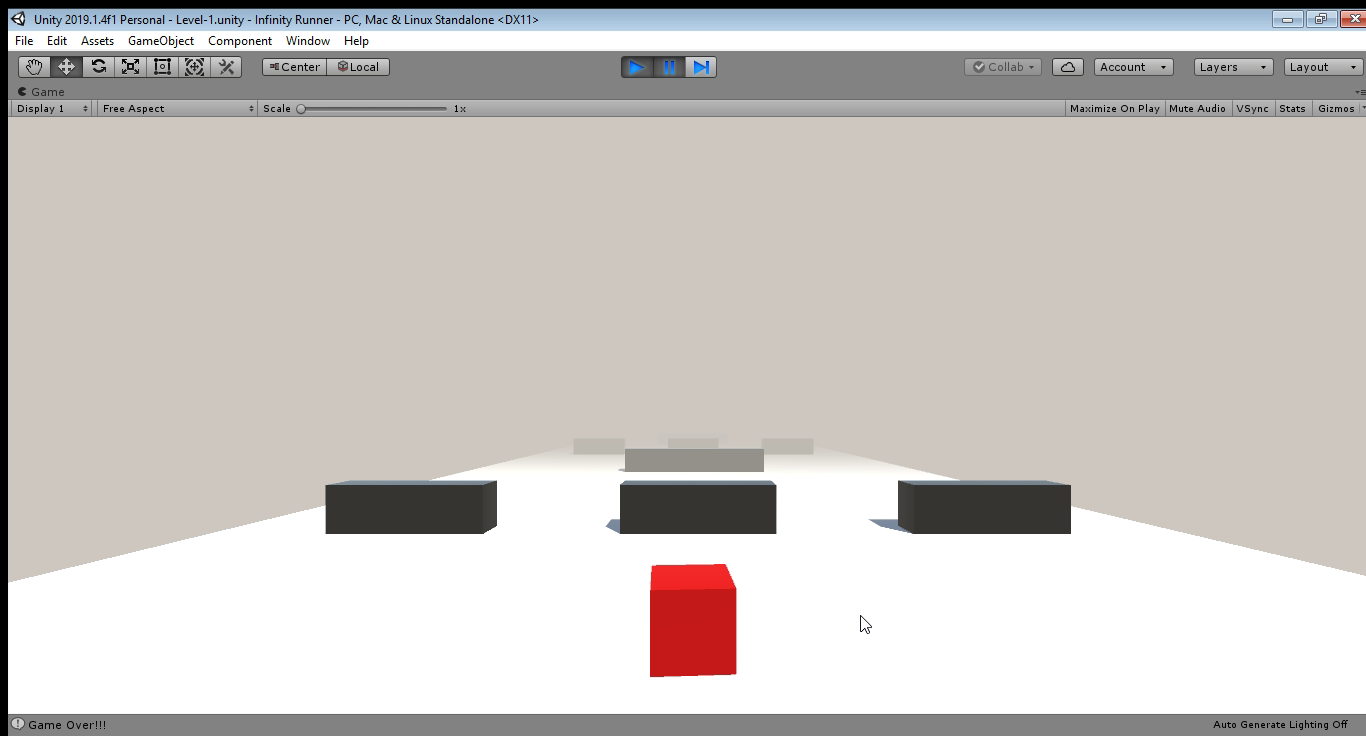 Unity 2019.1.4f1 Personal - Level-1.unity - Infinity Runner - PC, Mac & Linux Standalone <DX11>
File Edit Assets GameObject Component Window Help
Center Local Collab Account Layers Layout
Game
Display 1 Free Aspect Scale 1x Maximize On Play Mute Audio VSync Stats Gizmos
Game Over!!! Auto Generate Lighting Off